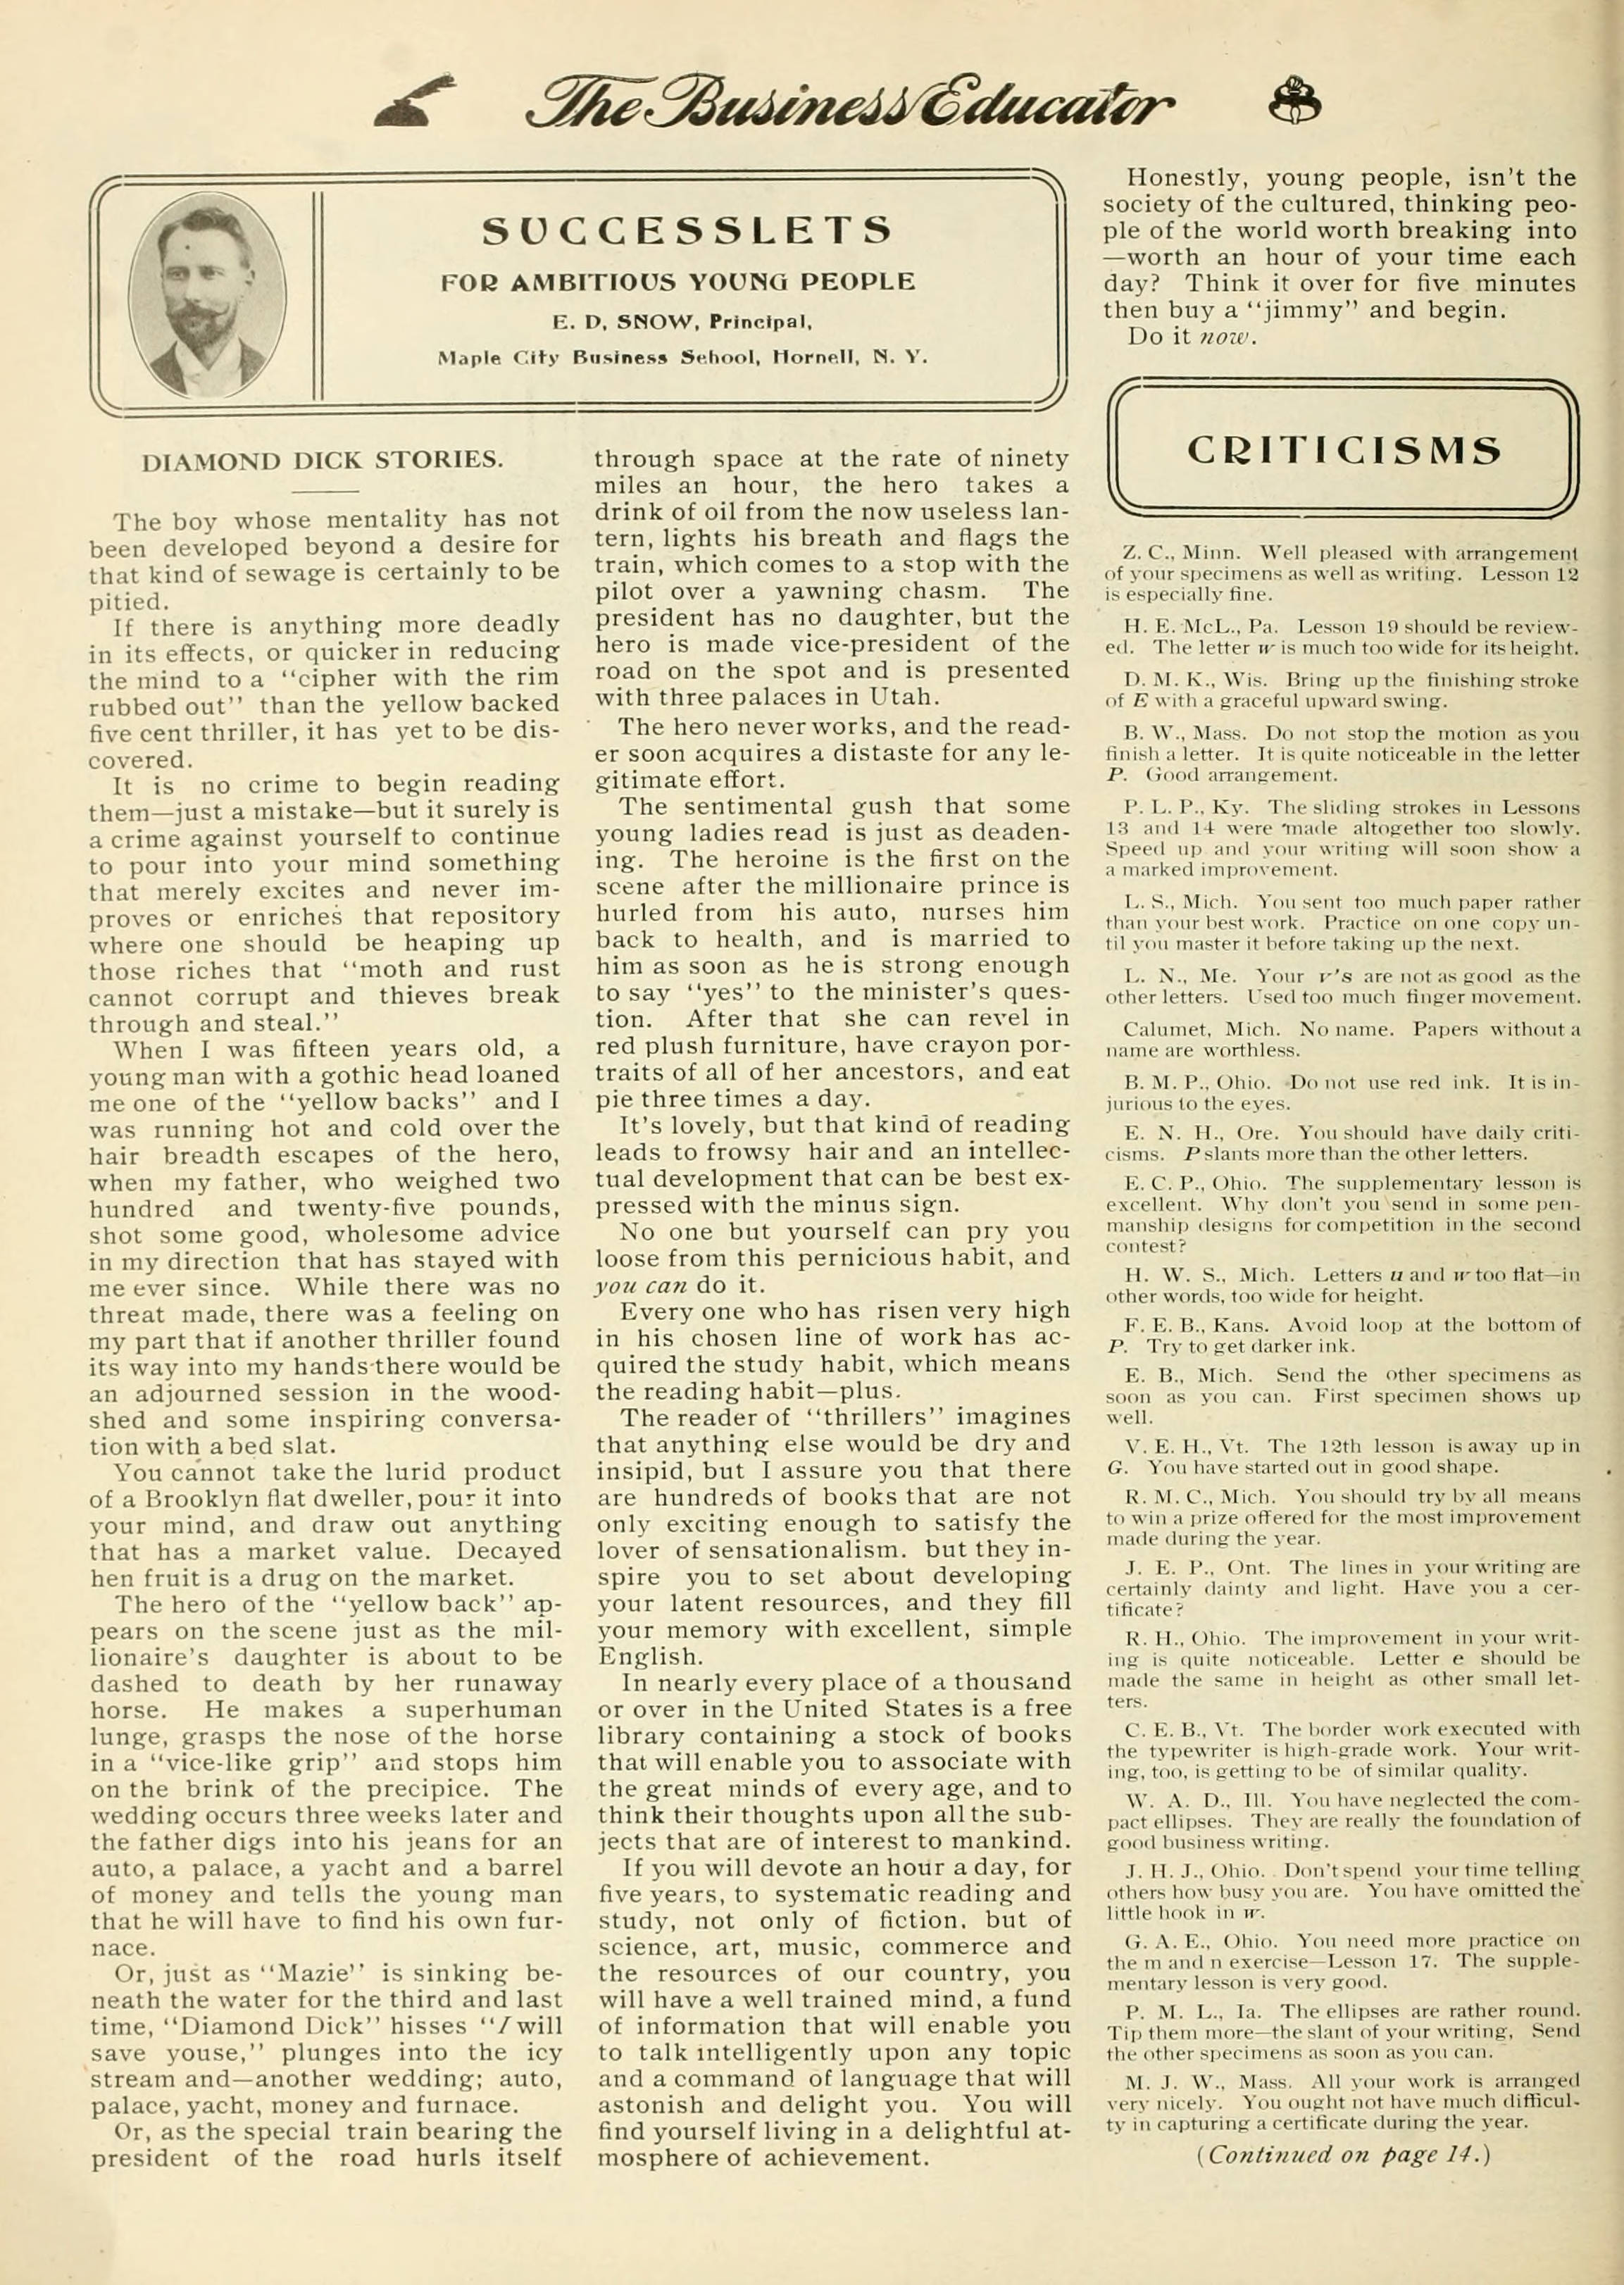 The Business Educator
SUCCESSLETS
FOR AMBITIOUS YOUNG PEOPLE
E. D. SNOW, Principal,
Maple City Business School, Hornell, N. Y.
DIAMOND DICK STORIES.
The boy whose mentality has not
been developed beyond a desire for
that kind of sewage is certainly to be
pitied.
If there is anything more deadly
in its effects, or quicker in reducing
the mind to a "cipher with the rim
rubbed out" than the yellow backed
five cent thriller, it has yet to be dis-
covered.
It is no crime to begin reading
them—just a mistake—but it surely is
a crime against yourself to continue
to pour into your mind something
that merely excites and never im-
proves or enriches that repository
where one should be heaping up
those riches that "moth and rust
cannot corrupt and thieves break
through and steal."
When I was fifteen years old, a
young man with a gothic head loaned
me one of the "yellow backs" and I
was running hot and cold over the
hair breadth escapes of the hero,
when my father, who weighed two
hundred and twenty-five pounds,
shot some good, wholesome advice
in my direction that has stayed with
me ever since. While there was no
threat made, there was a feeling on
my part that if another thriller found
its way into my hands there would be
an adjourned session in the wood-
shed and some inspiring conversa-
tion with a bed slat.
You cannot take the lurid product
of a Brooklyn flat dweller, pour it into
your mind, and draw out anything
that has a market value. Decayed
hen fruit is a drug on the market.
The hero of the "yellow back" ap-
pears on the scene just as the mil-
lionaire's daughter is about to be
dashed to death by her runaway
horse. He makes a superhuman
lunge, grasps the nose of the horse
in a "vice-like grip" and stops him
on the brink of the precipice. The
wedding occurs three weeks later and
the father digs into his jeans for an
auto, a palace, a yacht and a barrel
of money and tells the young man
that he will have to find his own fur-
nace.
Or, just as "Mazie" is sinking be-
neath the water for the third and last
time, "Diamond Dick" hisses "I will
save youse," plunges into the icy
stream and—another wedding; auto,
palace, yacht, money and furnace.
Or, as the special train bearing the
president of the road hurls itself
through space at the rate of ninety
miles an hour, the hero takes a
drink of oil from the now useless lan-
tern, lights his breath and flags the
train, which comes to a stop with the
pilot over a yawning chasm. The
president has no daughter, but the
hero is made vice-president of the
road on the spot and is presented
with three palaces in Utah.
The hero never works, and the read-
er soon acquires a distaste for any le-
gitimate effort.
The sentimental gush that some
young ladies read is just as deaden-
ing. The heroine is the first on the
scene after the millionaire prince is
hurled from his auto, nurses him
back to health, and is married to
him as soon as he is strong enough
to say "yes" to the minister's ques-
tion. After that she can revel in
red plush furniture, have crayon por-
traits of all of her ancestors, and eat
pie three times a day.
It's lovely, but that kind of reading
leads to frowsy hair and an intellec-
tual development that can be best ex-
pressed with the minus sign.
No one but yourself can pry you
loose from this pernicious habit, and
you can do it.
Every one who has risen very high
in his chosen line of work has ac-
quired the study habit, which means
the reading habit—plus.
The reader of "thrillers" imagines
that anything else would be dry and
insipid, but I assure you that there
are hundreds of books that are not
only exciting enough to satisfy the
lover of sensationalism. but they in-
spire you to set about developing
your latent resources, and they fill
your memory with excellent, simple
English.
In nearly every place of a thousand
or over in the United States is a free
library containing a stock of books
that will enable you to associate with
the great minds of every age, and to
think their thoughts upon all the sub-
jects that are of interest to mankind.
If you will devote an hour a day, for
five years, to systematic reading and
study, not only of fiction, but of
science, art, music, commerce and
the resources of our country, you
will have a well trained mind, a fund
of information that will enable you
to talk intelligently upon any topic
and a command of language that will
astonish and delight you. You will
find yourself living in a delightful at-
mosphere of achievement.
Honestly, young people, isn't the
society of the cultured, thinking peo-
ple of the world worth breaking into
—worth an hour of your time each
day? Think it over for five minutes
then buy a "jimmy" and begin.
Do it now.
CRITICISMS
Z. C., Minn. Well pleased with arrangement
of your specimens as well as writing. Lesson 12
is especially fine.
H. E. McL., Pa. Lesson 19 should be review-
ed. The letter w is much too wide for its height.
D. M. K., Wis. Bring up the finishing stroke
of E with a graceful upward swing.
B. W., Mass. Do not stop the motion as you
finish a letter. It is quite noticeable in the letter
P. Good arrangement.
P. L. P., Ky. The sliding strokes in Lessons
13 and 14 were made altogether too slowly.
Speed up and your writing will soon show a
a marked improvement.
L. S., Mich. You sent too much paper rather
than your best work. Practice on one copy un-
til you master it before taking up the next.
L. N., Me. Your r's are not as good as the
other letters. Used too much finger movement.
Calumet, Mich. No name. Papers without a
name are worthless.
B. M. P., Ohio. Do not use red ink. It is in-
jurious to the eyes.
E. N. H., Ore. You should have daily criti-
cisms. P slants more than the other letters.
E. C. P., Ohio. The supplementary lesson is
excellent. Why don't you send in some pen-
manship designs for competition in the second
contest?
H. W. S., Mich. Letters u and w too flat—in
other words, too wide for height.
F. E. B., Kans. Avoid loop at the bottom of
P. Try to get darker ink.
E. B., Mich. Send the other specimens as
soon as you can. First specimen shows up
well.
V. E. H., Vt. The 12th lesson is away up in
G. You have started out in good shape.
R. M. C., Mich. You should try by all means
to win a prize offered for the most improvement
made during the year.
J. E. P., Ont. The lines in your writing are
certainly dainty and light. Have you a cer-
tificate?
R. H., Ohio. The improvement in your writ-
ing is quite noticeable. Letter e should be
made the same in height as other small let-
ters.
C. E. B., Vt. The border work executed with
the typewriter is high-grade work. Your writ-
ing, too, is getting to be of similar quality.
W. A. D., Ill. You have neglected the com-
pact ellipses. They are really the foundation of
good business writing.
J. H. J., Ohio. Don't spend your time telling
others how busy you are. You have omitted the
little hook in w.
G. A. E., Ohio. You need more practice on
the m and n exercise—Lesson 17. The supple-
mentary lesson is very good.
P. M. L., Ia. The ellipses are rather round.
Tip them more—the slant of your writing, Send
the other specimens as soon as you can.
M. J. W., Mass. All your work is arranged
very nicely. You ought not have much difficul-
ty in capturing a certificate during the year.
(Continued on page 14.)